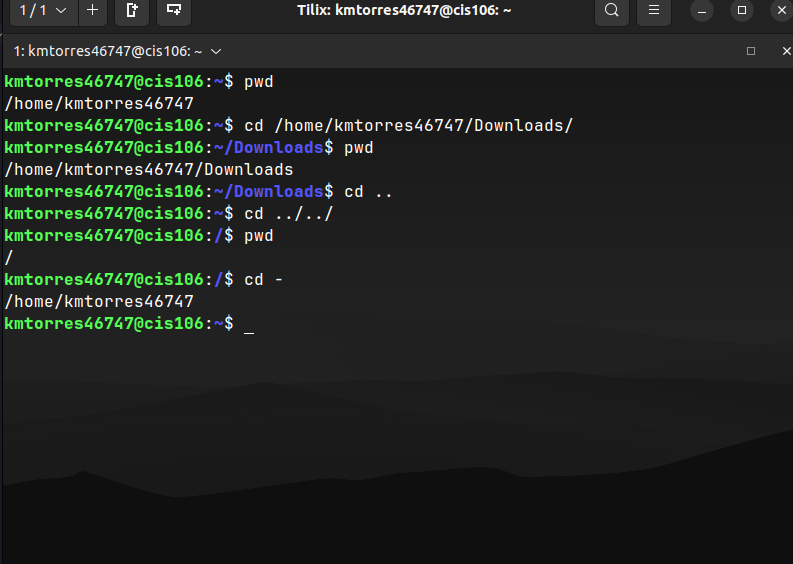 1 / 1
Tilix: kmtorres46747@cis106: ~
1: kmtorres46747@cis106: ~
kmtorres46747@cis106:~$ pwd
/home/kmtorres46747
kmtorres46747@cis106:~$ cd /home/kmtorres46747/Downloads/
kmtorres46747@cis106:~/Downloads$ pwd
/home/kmtorres46747/Downloads
kmtorres46747@cis106:~/Downloads$ cd ..
kmtorres46747@cis106:~$ cd ../../
kmtorres46747@cis106:/$ pwd
/
kmtorres46747@cis106:/$ cd -
/home/kmtorres46747
kmtorres46747@cis106:~$ _